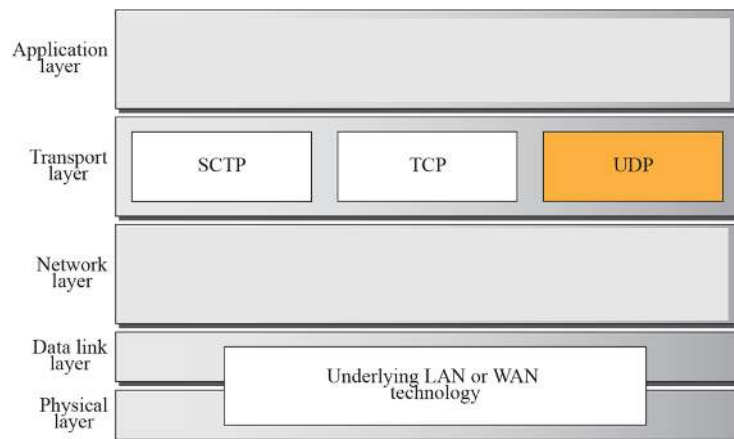 Application
layer
Transport
layer
SCTP
TCP
UDP
Network
layer
Data link
layer
Underlying LAN or WAN
technology
Physical
layer